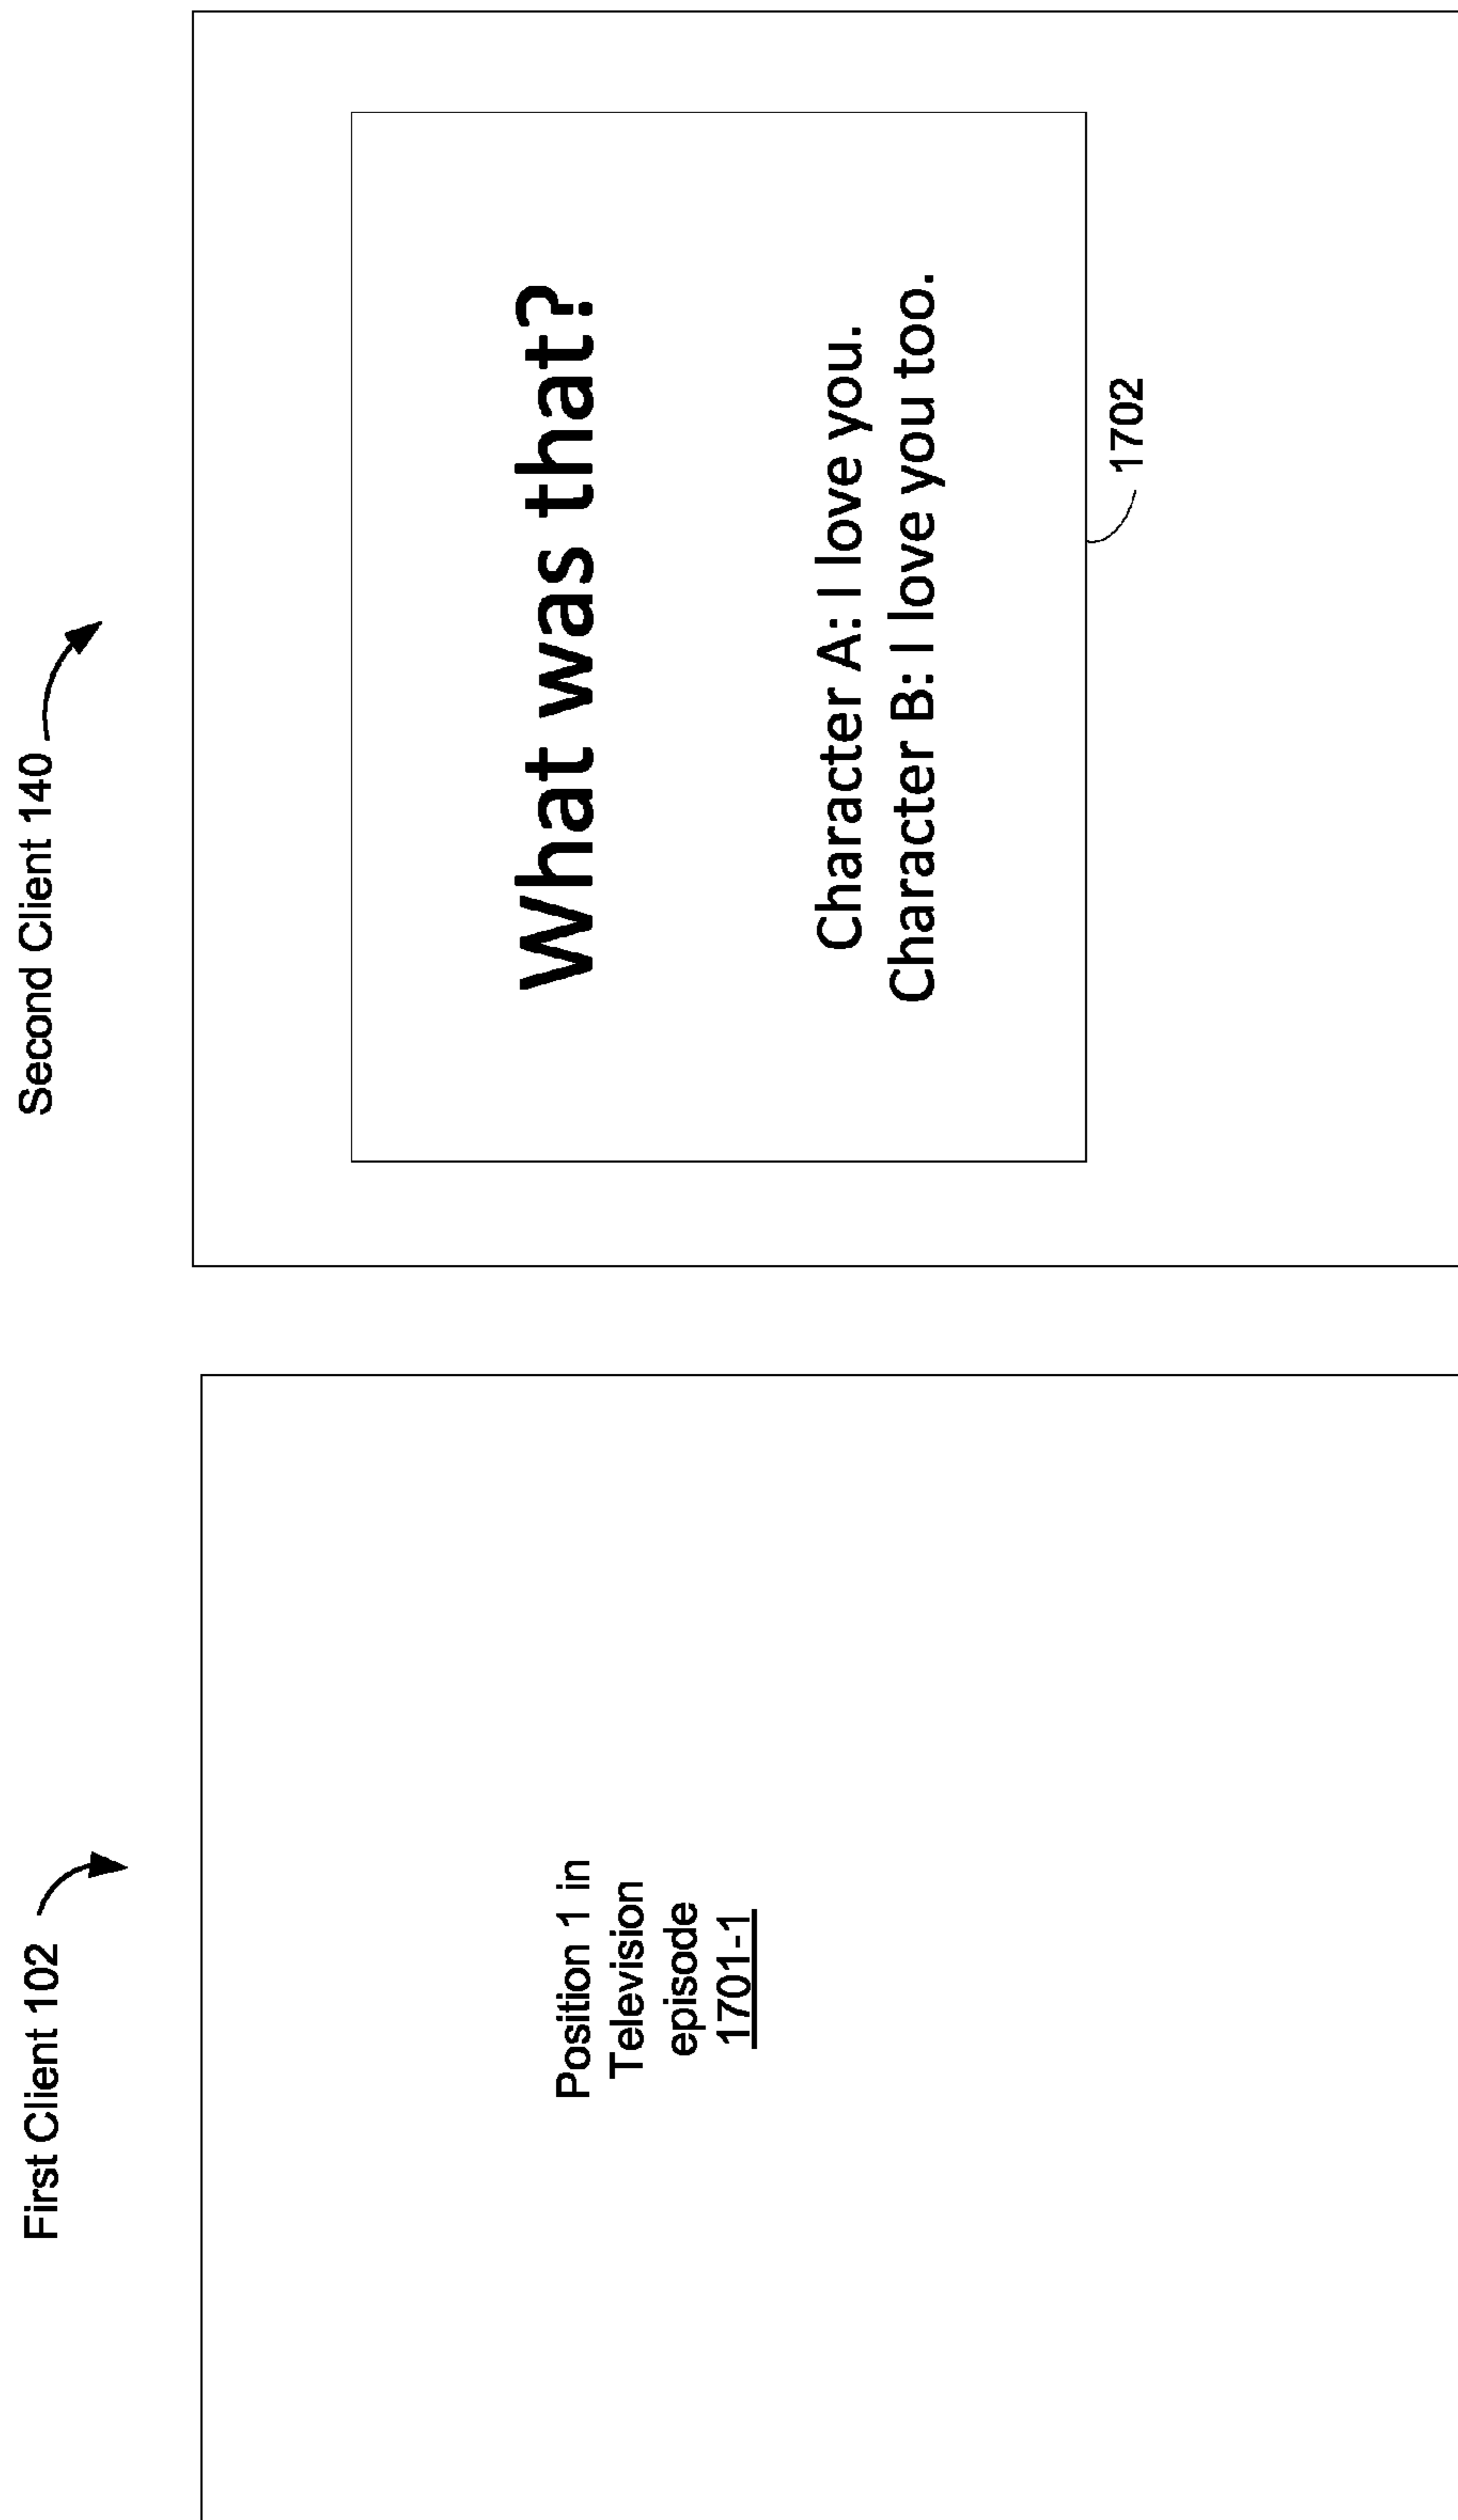 First Client 102
Position 1 in
Television
episode
1701-1
Second Client 140
What was that?
Character A: I love you.
Character B: I love you too.
1702